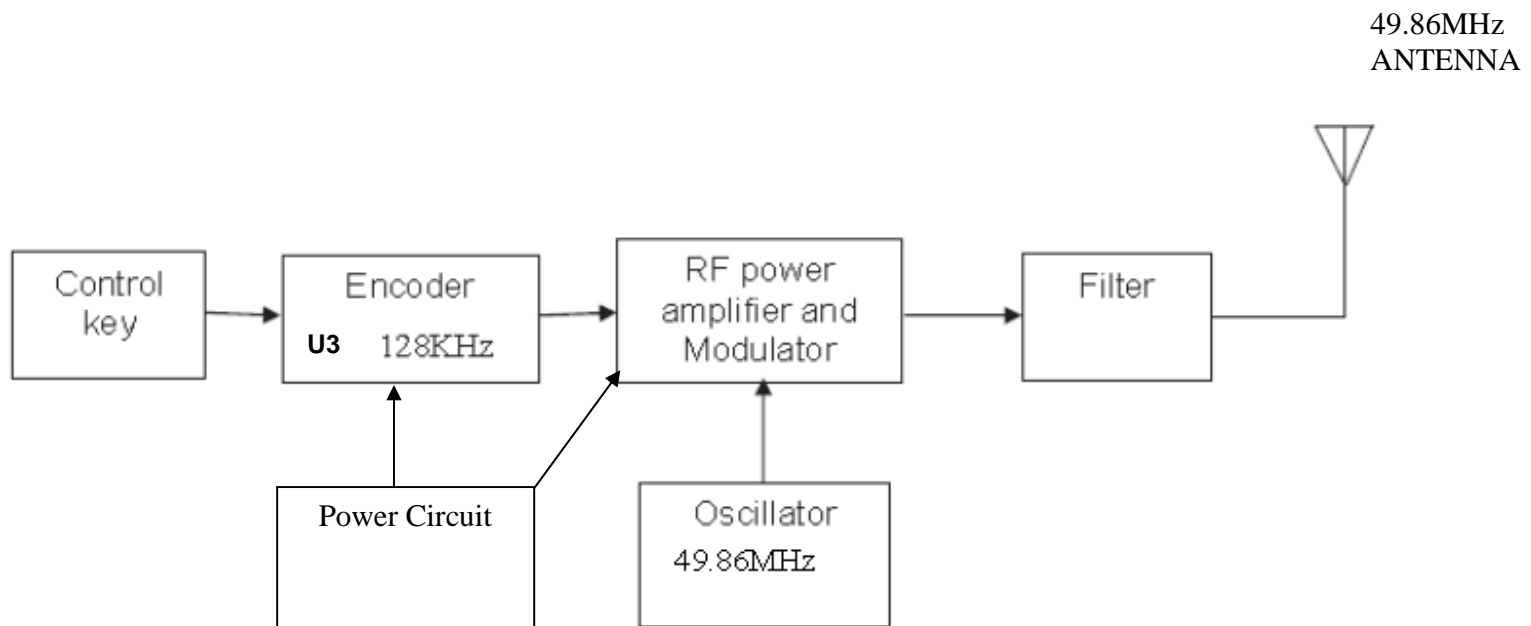 49.86MHz
ANTENNA
Control
key
Encoder
U3 128KHz
RF power
amplifier and
Modulator
Filter
Power Circuit
Oscillator
49.86MHz